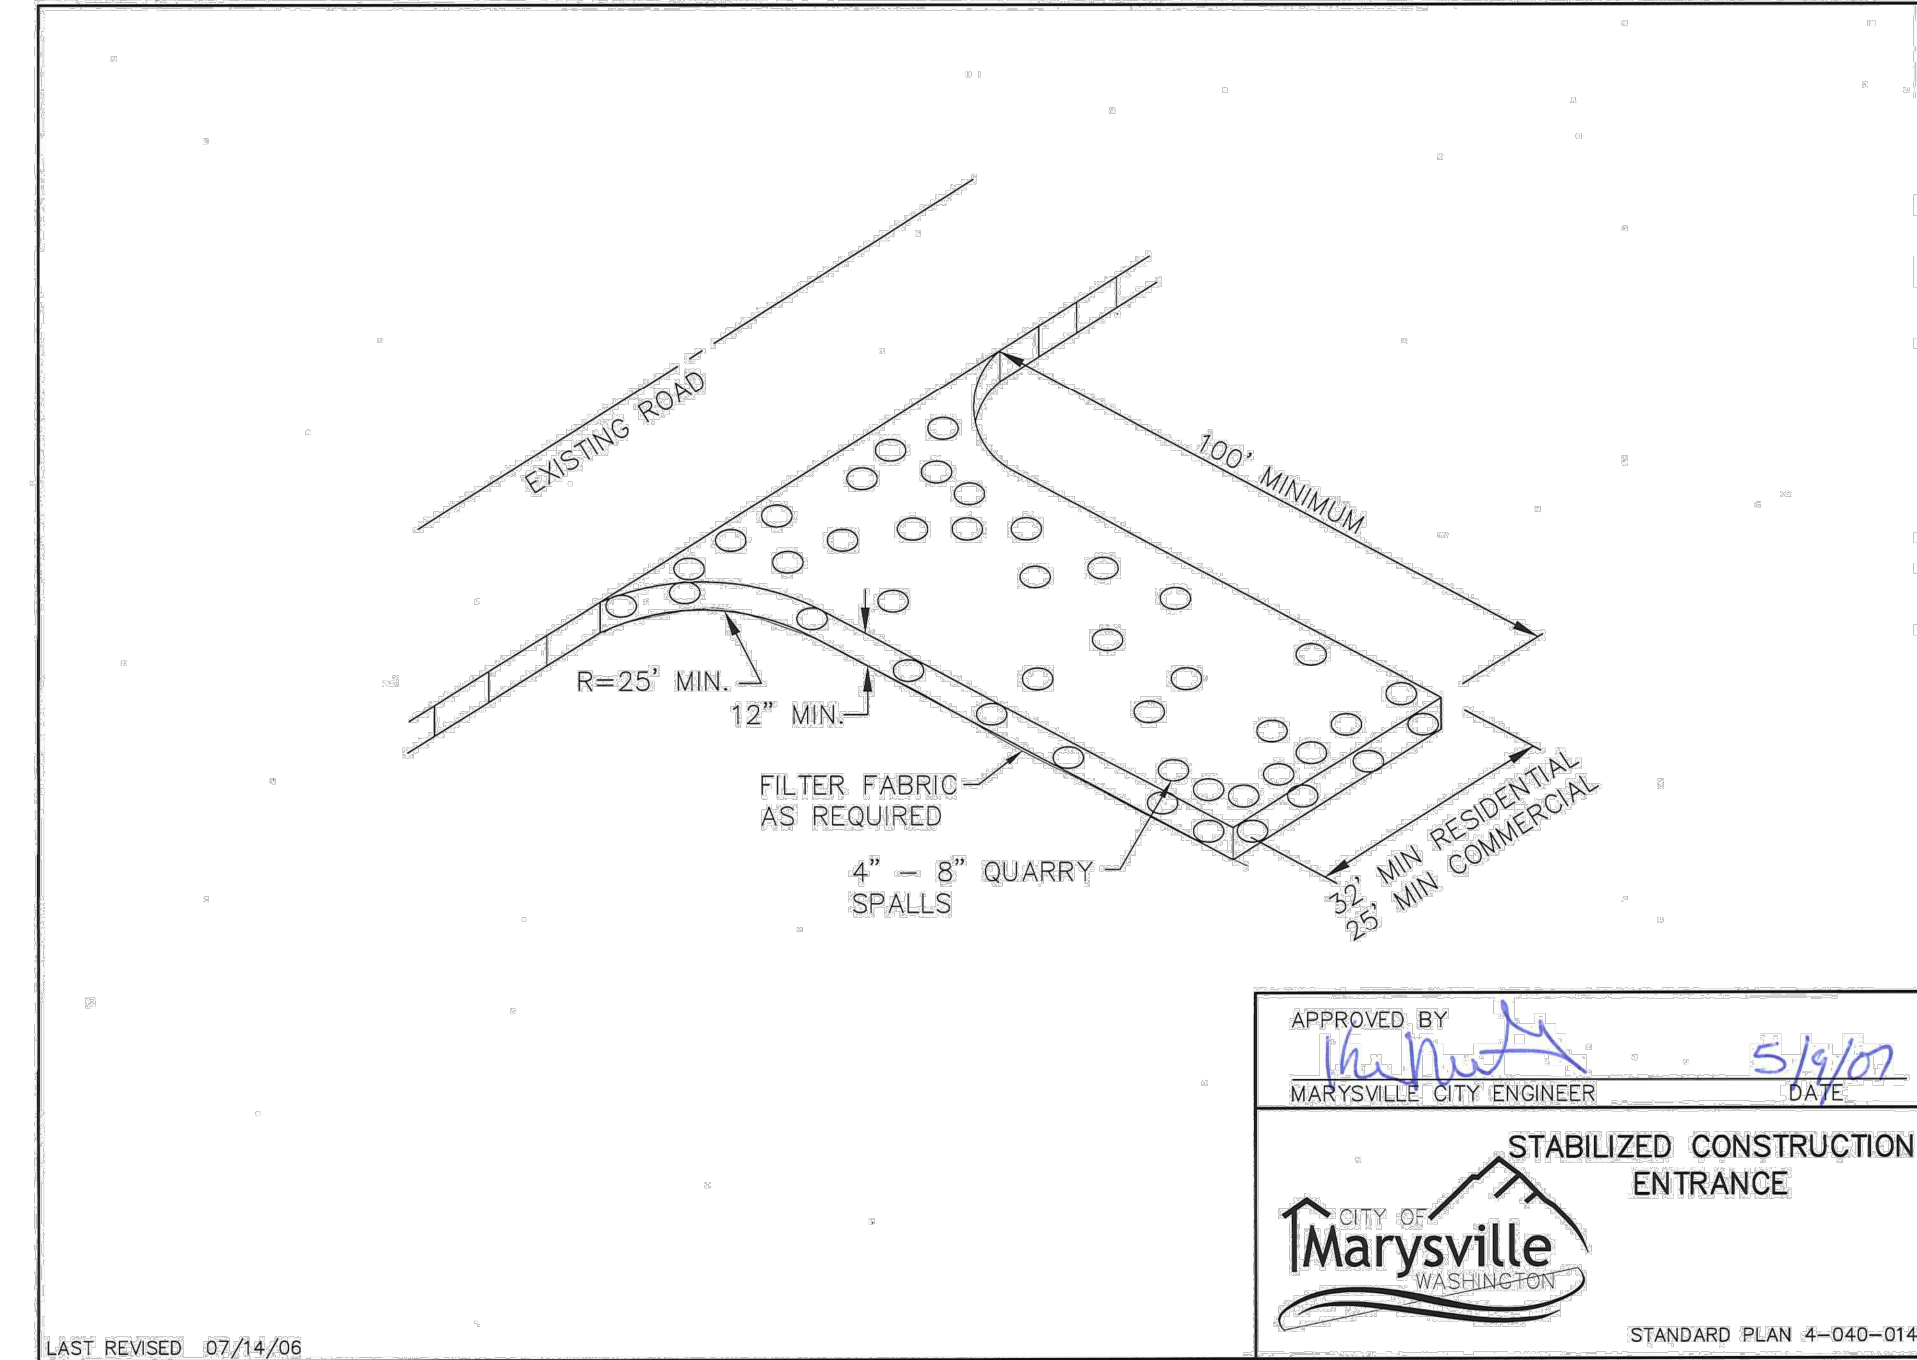 EXISTING ROAD
100' MINIMUM
R=25' MIN.
12" MIN.
FILTER FABRIC
AS REQUIRED
4" – 8" QUARRY
SPALLS
32' MIN RESIDENTIAL
25' MIN COMMERCIAL
APPROVED BY
5/9/07
MARYSVILLE CITY ENGINEER
DATE
STABILIZED CONSTRUCTION
ENTRANCE
CITY OF
Marysville
WASHINGTON
STANDARD PLAN 4-040-014
LAST REVISED 07/14/06